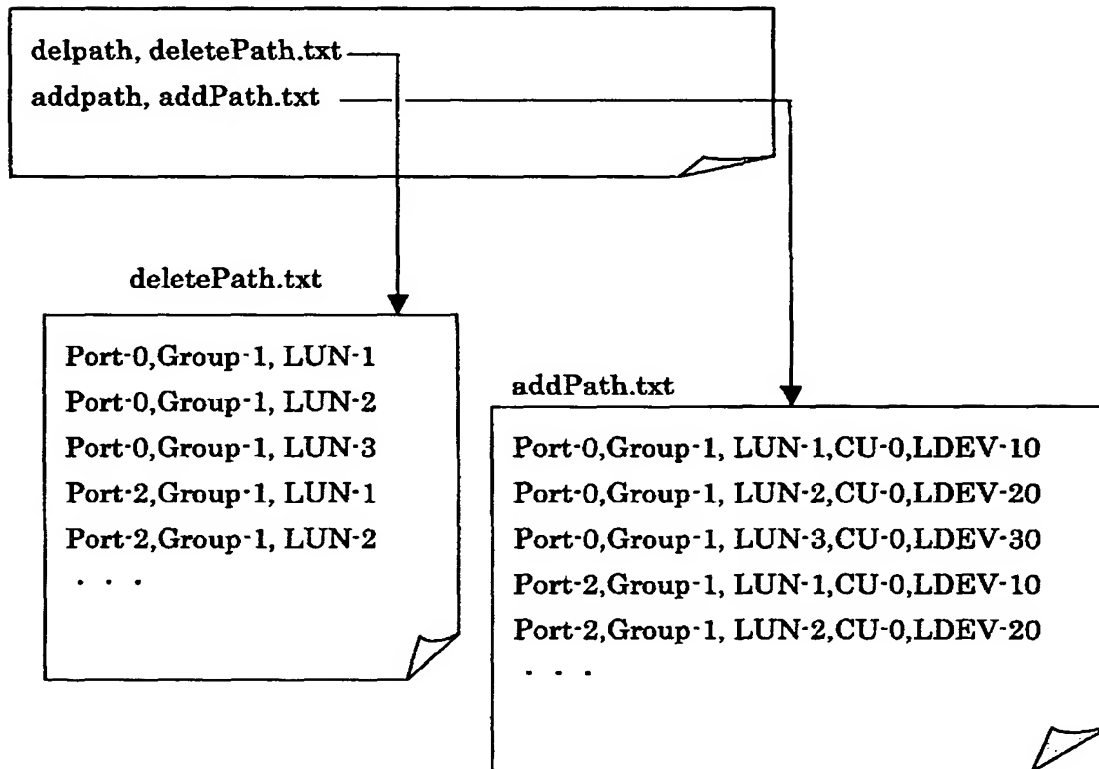 delpath, deletePath.txt
addpath, addPath.txt
deletePath.txt
Port-0,Group-1, LUN-1
Port-0,Group-1, LUN-2
Port-0,Group-1, LUN-3
Port-2,Group-1, LUN-1
Port-2,Group-1, LUN-2
. . .
addPath.txt
Port-0,Group-1, LUN-1,CU-0,LDEV-10
Port-0,Group-1, LUN-2,CU-0,LDEV-20
Port-0,Group-1, LUN-3,CU-0,LDEV-30
Port-2,Group-1, LUN-1,CU-0,LDEV-10
Port-2,Group-1, LUN-2,CU-0,LDEV-20
. . .